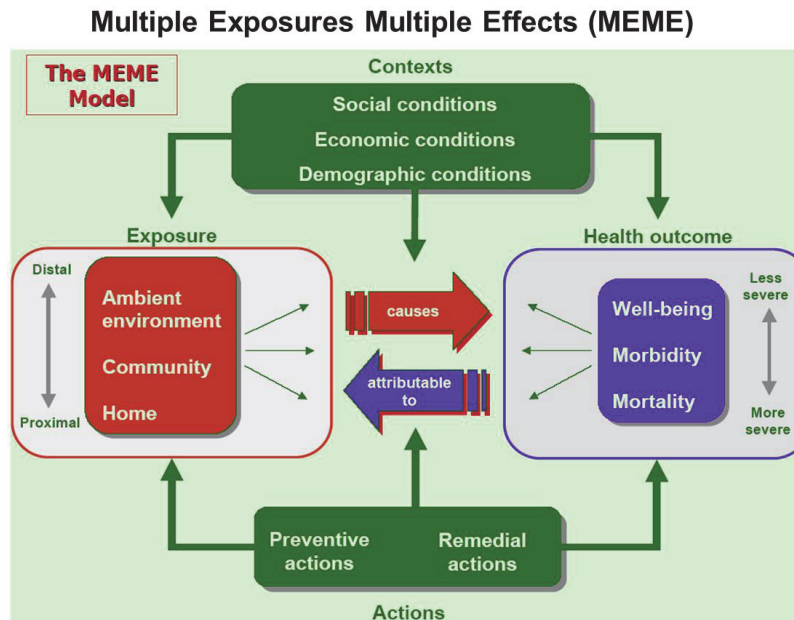 Multiple Exposures Multiple Effects (MEME)
The MEME
Model
Contexts
Social conditions
Economic conditions
Demographic conditions
Exposure
Health outcome
Distal
Proximal
Ambient
environment
Community
Home
causes
attributable
to
Well-being
Morbidity
Mortality
Less
severe
More
severe
Preventive
actions
Remedial
actions
Actions